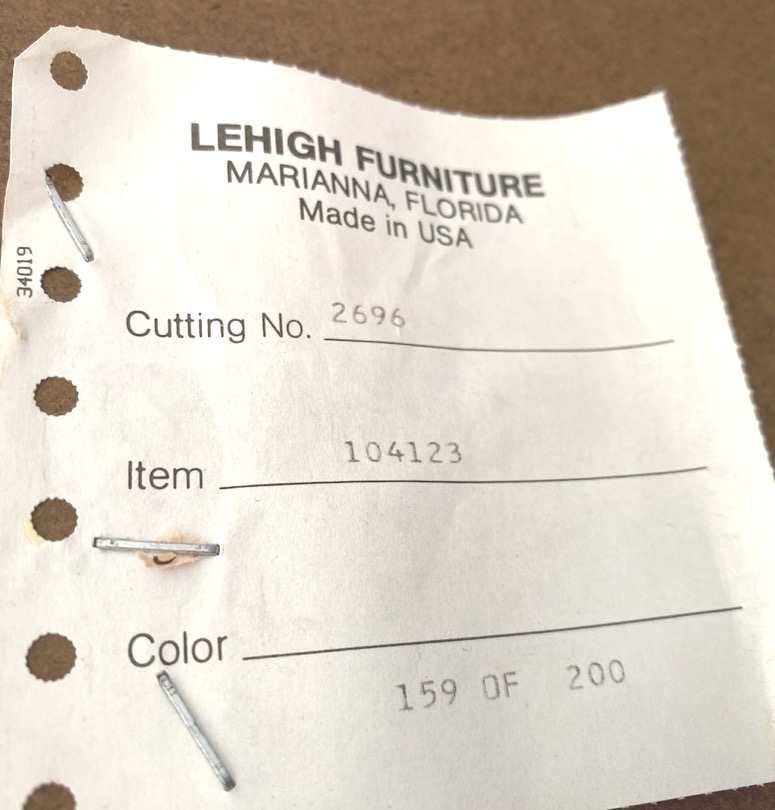 LEHIGH FURNITURE
MARIANNA, FLORIDA
Made in USA
34019
Cutting No. 2696
Item 104123
Color
159 OF 200